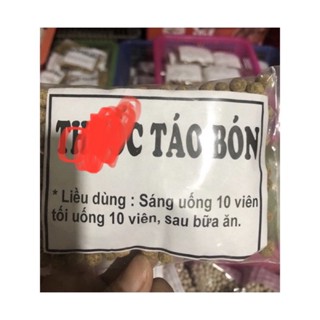 TÁO BÓN
* Liều dùng : Sáng uống 10 viên
tối uống 10 viên, sau bữa ăn.